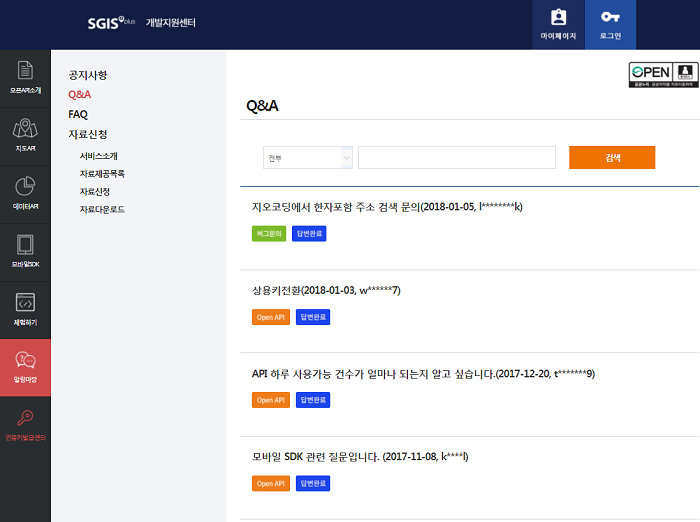 SGIS plus 개발지원센터
마이페이지
로그인
오픈API소개
지도API
데이터API
모바일SDK
체험하기
알림마당
인증키발급센터
공지사항
Q&A
FAQ
자료신청
서비스소개
자료제공목록
자료신청
자료다운로드
OPEN
Q&A
전부
검색
지오코딩에서 한자포함 주소 검색 문의(2018-01-05, l********k)
버그문의 답변완료
상용키전환(2018-01-03, w******7)
Open API 답변완료
API 하루 사용가능 건수가 얼마나 되는지 알고 싶습니다.(2017-12-20, t*******9)
Open API 답변완료
모바일 SDK 관련 질문입니다. (2017-11-08, k****l)
Open API 답변완료